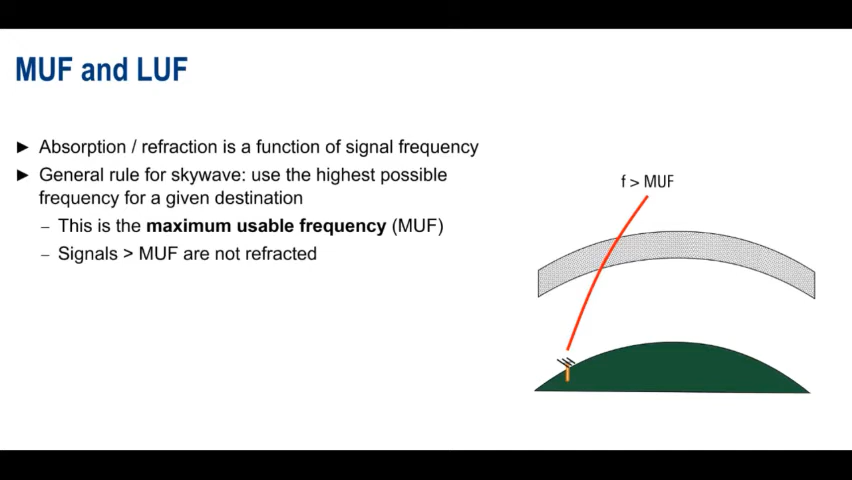 MUF and LUF
► Absorption / refraction is a function of signal frequency
► General rule for skywave: use the highest possible
frequency for a given destination
– This is the maximum usable frequency (MUF)
– Signals > MUF are not refracted
f > MUF